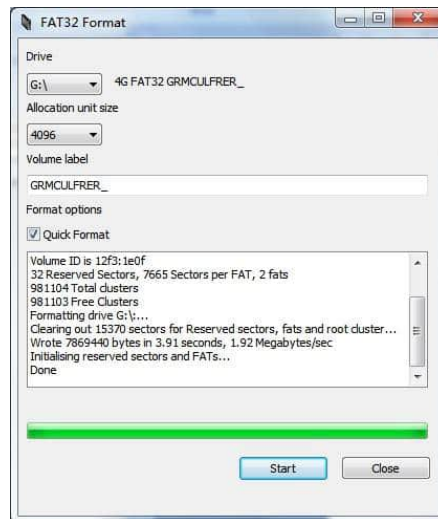 FAT32 Format
Drive
G:\ 4G FAT32 GRMCULFRER_
Allocation unit size
4096
Volume label
GRMCULFRER_
Format options
Quick Format
Volume ID is 12f3:1e0f
32 Reserved Sectors, 7665 Sectors per FAT, 2 fats
981104 Total clusters
981103 Free Clusters
Formatting drive G:\:...
Clearing out 15370 sectors for Reserved sectors, fats and root cluster...
Wrote 7869440 bytes in 3.91 seconds, 1.92 Megabytes/sec
Initialising reserved sectors and FATs...
Done
Start Close